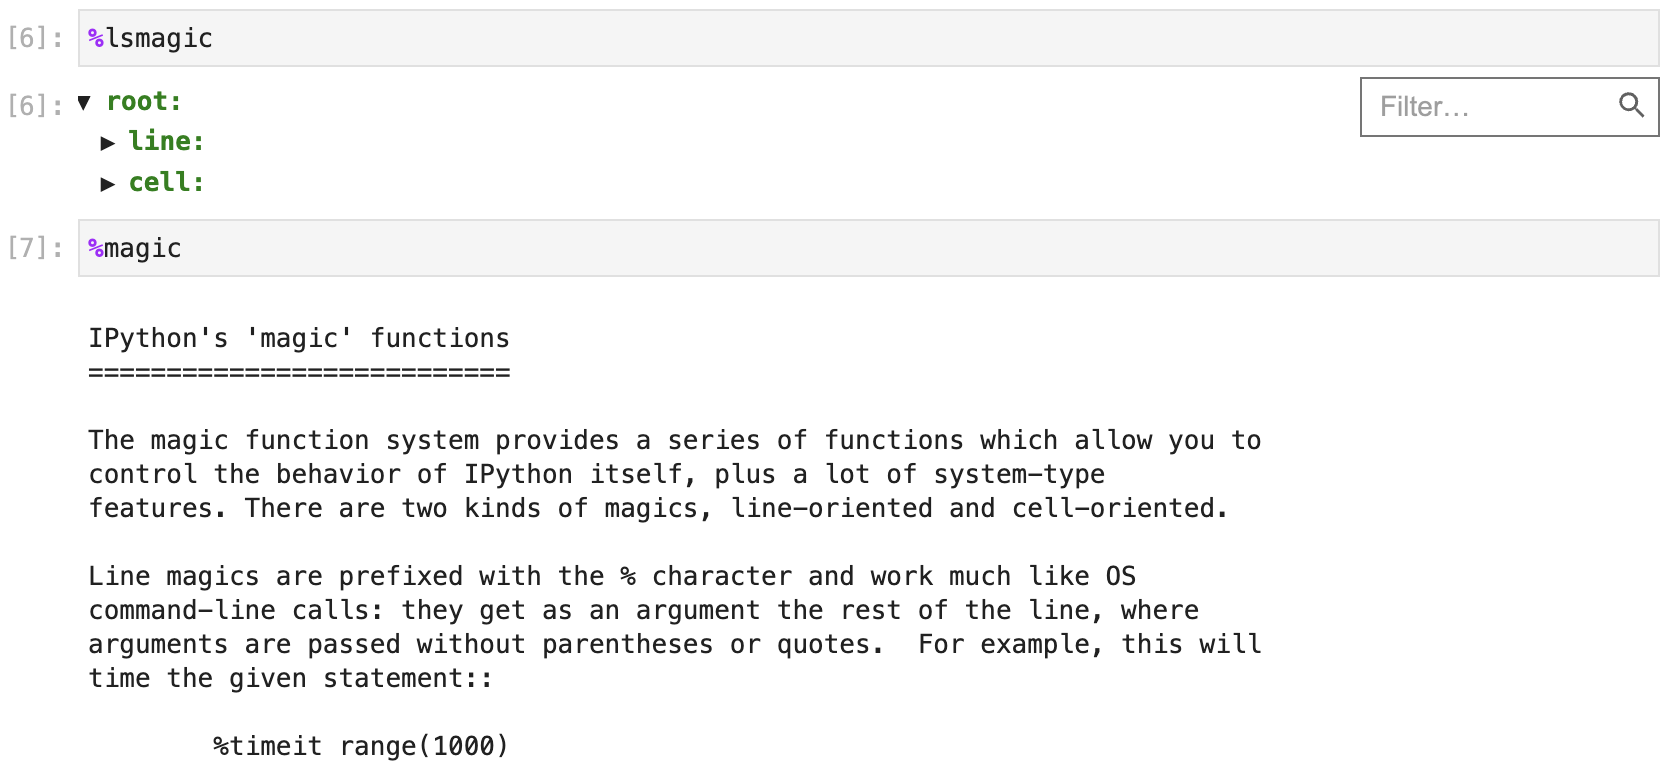 [6]: %lsmagic
[6]: ▼ root:
Filter...
▶ line:
▶ cell:
[7]: %magic
IPython's 'magic' functions
===========================
The magic function system provides a series of functions which allow you to
control the behavior of IPython itself, plus a lot of system-type
features. There are two kinds of magics, line-oriented and cell-oriented.
Line magics are prefixed with the % character and work much like OS
command-line calls: they get as an argument the rest of the line, where
arguments are passed without parentheses or quotes.  For example, this will
time the given statement::
        %timeit range(1000)